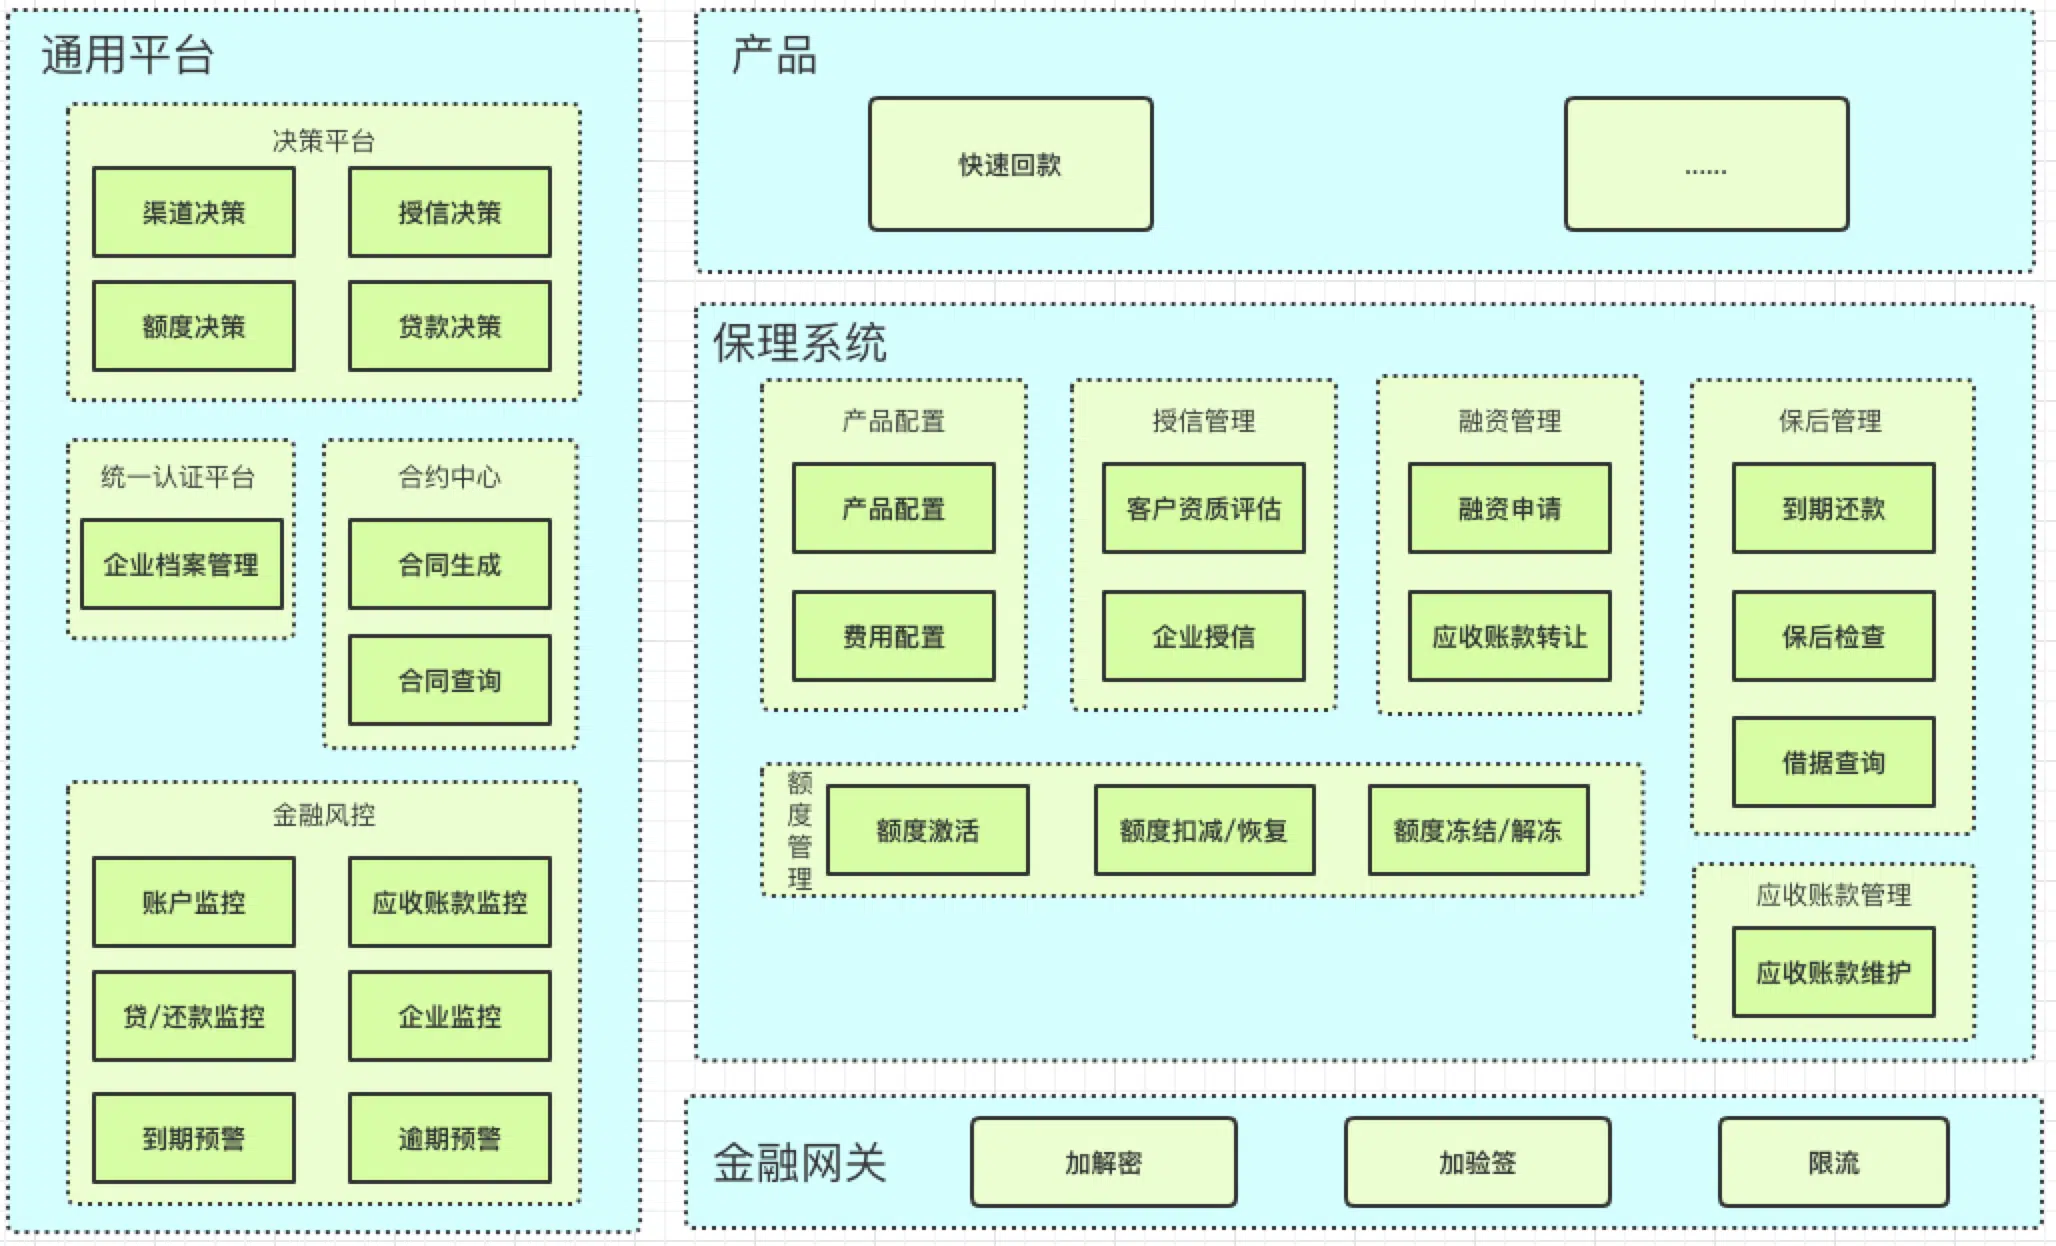 通用平台
决策平台
渠道决策
授信决策
额度决策
贷款决策
统一认证平台
企业档案管理
合约中心
合同生成
合同查询
金融风控
账户监控
应收账款监控
贷/还款监控
企业监控
到期预警
逾期预警
产品
快速回款
......
保理系统
产品配置
产品配置
费用配置
授信管理
客户资质评估
企业授信
融资管理
融资申请
应收账款转让
保后管理
到期还款
保后检查
借据查询
额度管理
额度激活
额度扣减/恢复
额度冻结/解冻
应收账款管理
应收账款维护
金融网关
加解密
加验签
限流